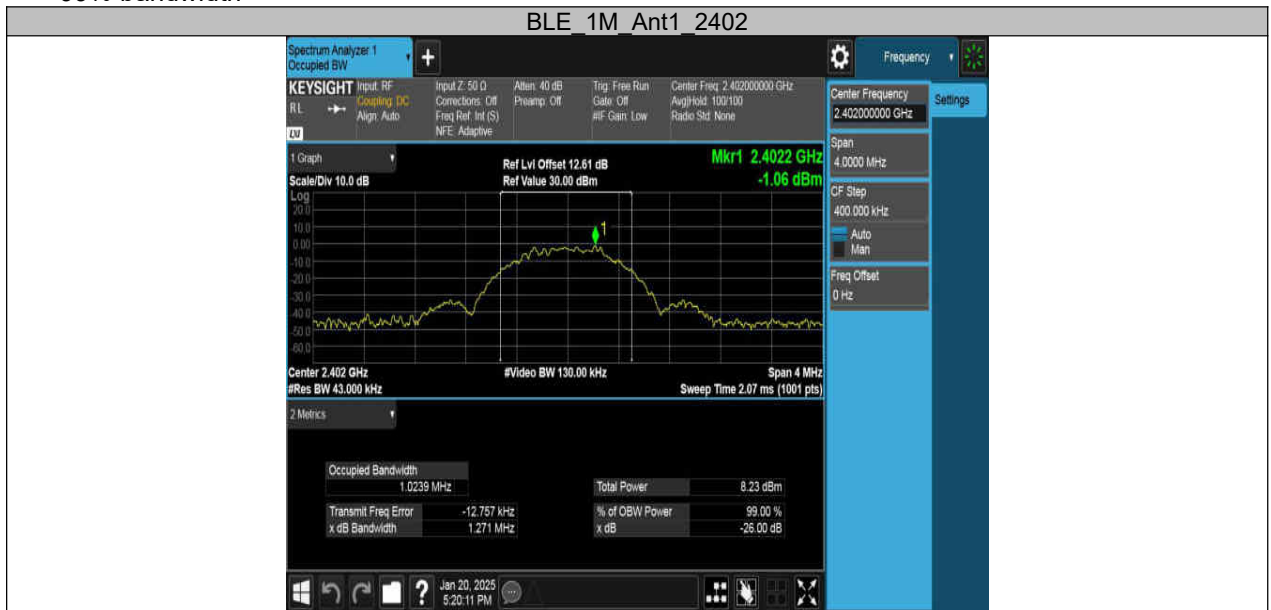 99% bandwidth
BLE_1M_Ant1_2402
Spectrum Analyzer 1
Occupied BW
+
Frequency
KEYSIGHT
RL
Input: RF
Coupling: DC
Align: Auto
Input Z: 50 Ω
Corrections: Off
Freq Ref: Int (S)
NFE: Adaptive
Atten: 40 dB
Preamp: Off
Trig: Free Run
Gate: Off
#IF Gain: Low
Center Freq: 2.402000000 GHz
Avg|Hold: 100/100
Radio Std: None
Center Frequency
2.402000000 GHz
Settings
Span
4.0000 MHz
CF Step
400.000 kHz
Auto
Man
Freq Offset
0 Hz
1 Graph
Scale/Div 10.0 dB
Ref Lvl Offset 12.61 dB
Ref Value 30.00 dBm
Mkr1 2.4022 GHz
-1.06 dBm
Log
20.0
10.0
0.00
-10.0
-20.0
-30.0
-40.0
-50.0
-60.0
1
Center 2.402 GHz
#Video BW 130.00 kHz
Span 4 MHz
#Res BW 43.000 kHz
Sweep Time 2.07 ms (1001 pts)
2 Metrics
Occupied Bandwidth
1.0239 MHz
Total Power 8.23 dBm
Transmit Freq Error -12.757 kHz
% of OBW Power 99.00 %
x dB Bandwidth 1.271 MHz
x dB -26.00 dB
?
Jan 20, 2025
5:20:11 PM